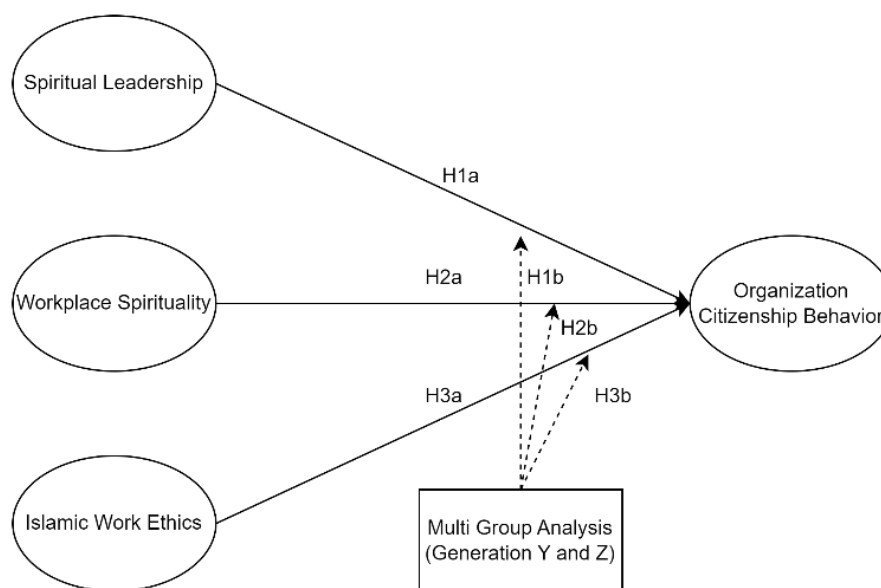 Spiritual Leadership
H1a
H1b
Workplace Spirituality
H2a
H2b
Organization
Citizenship Behavior
H3a
H3b
Islamic Work Ethics
Multi Group Analysis
(Generation Y and Z)